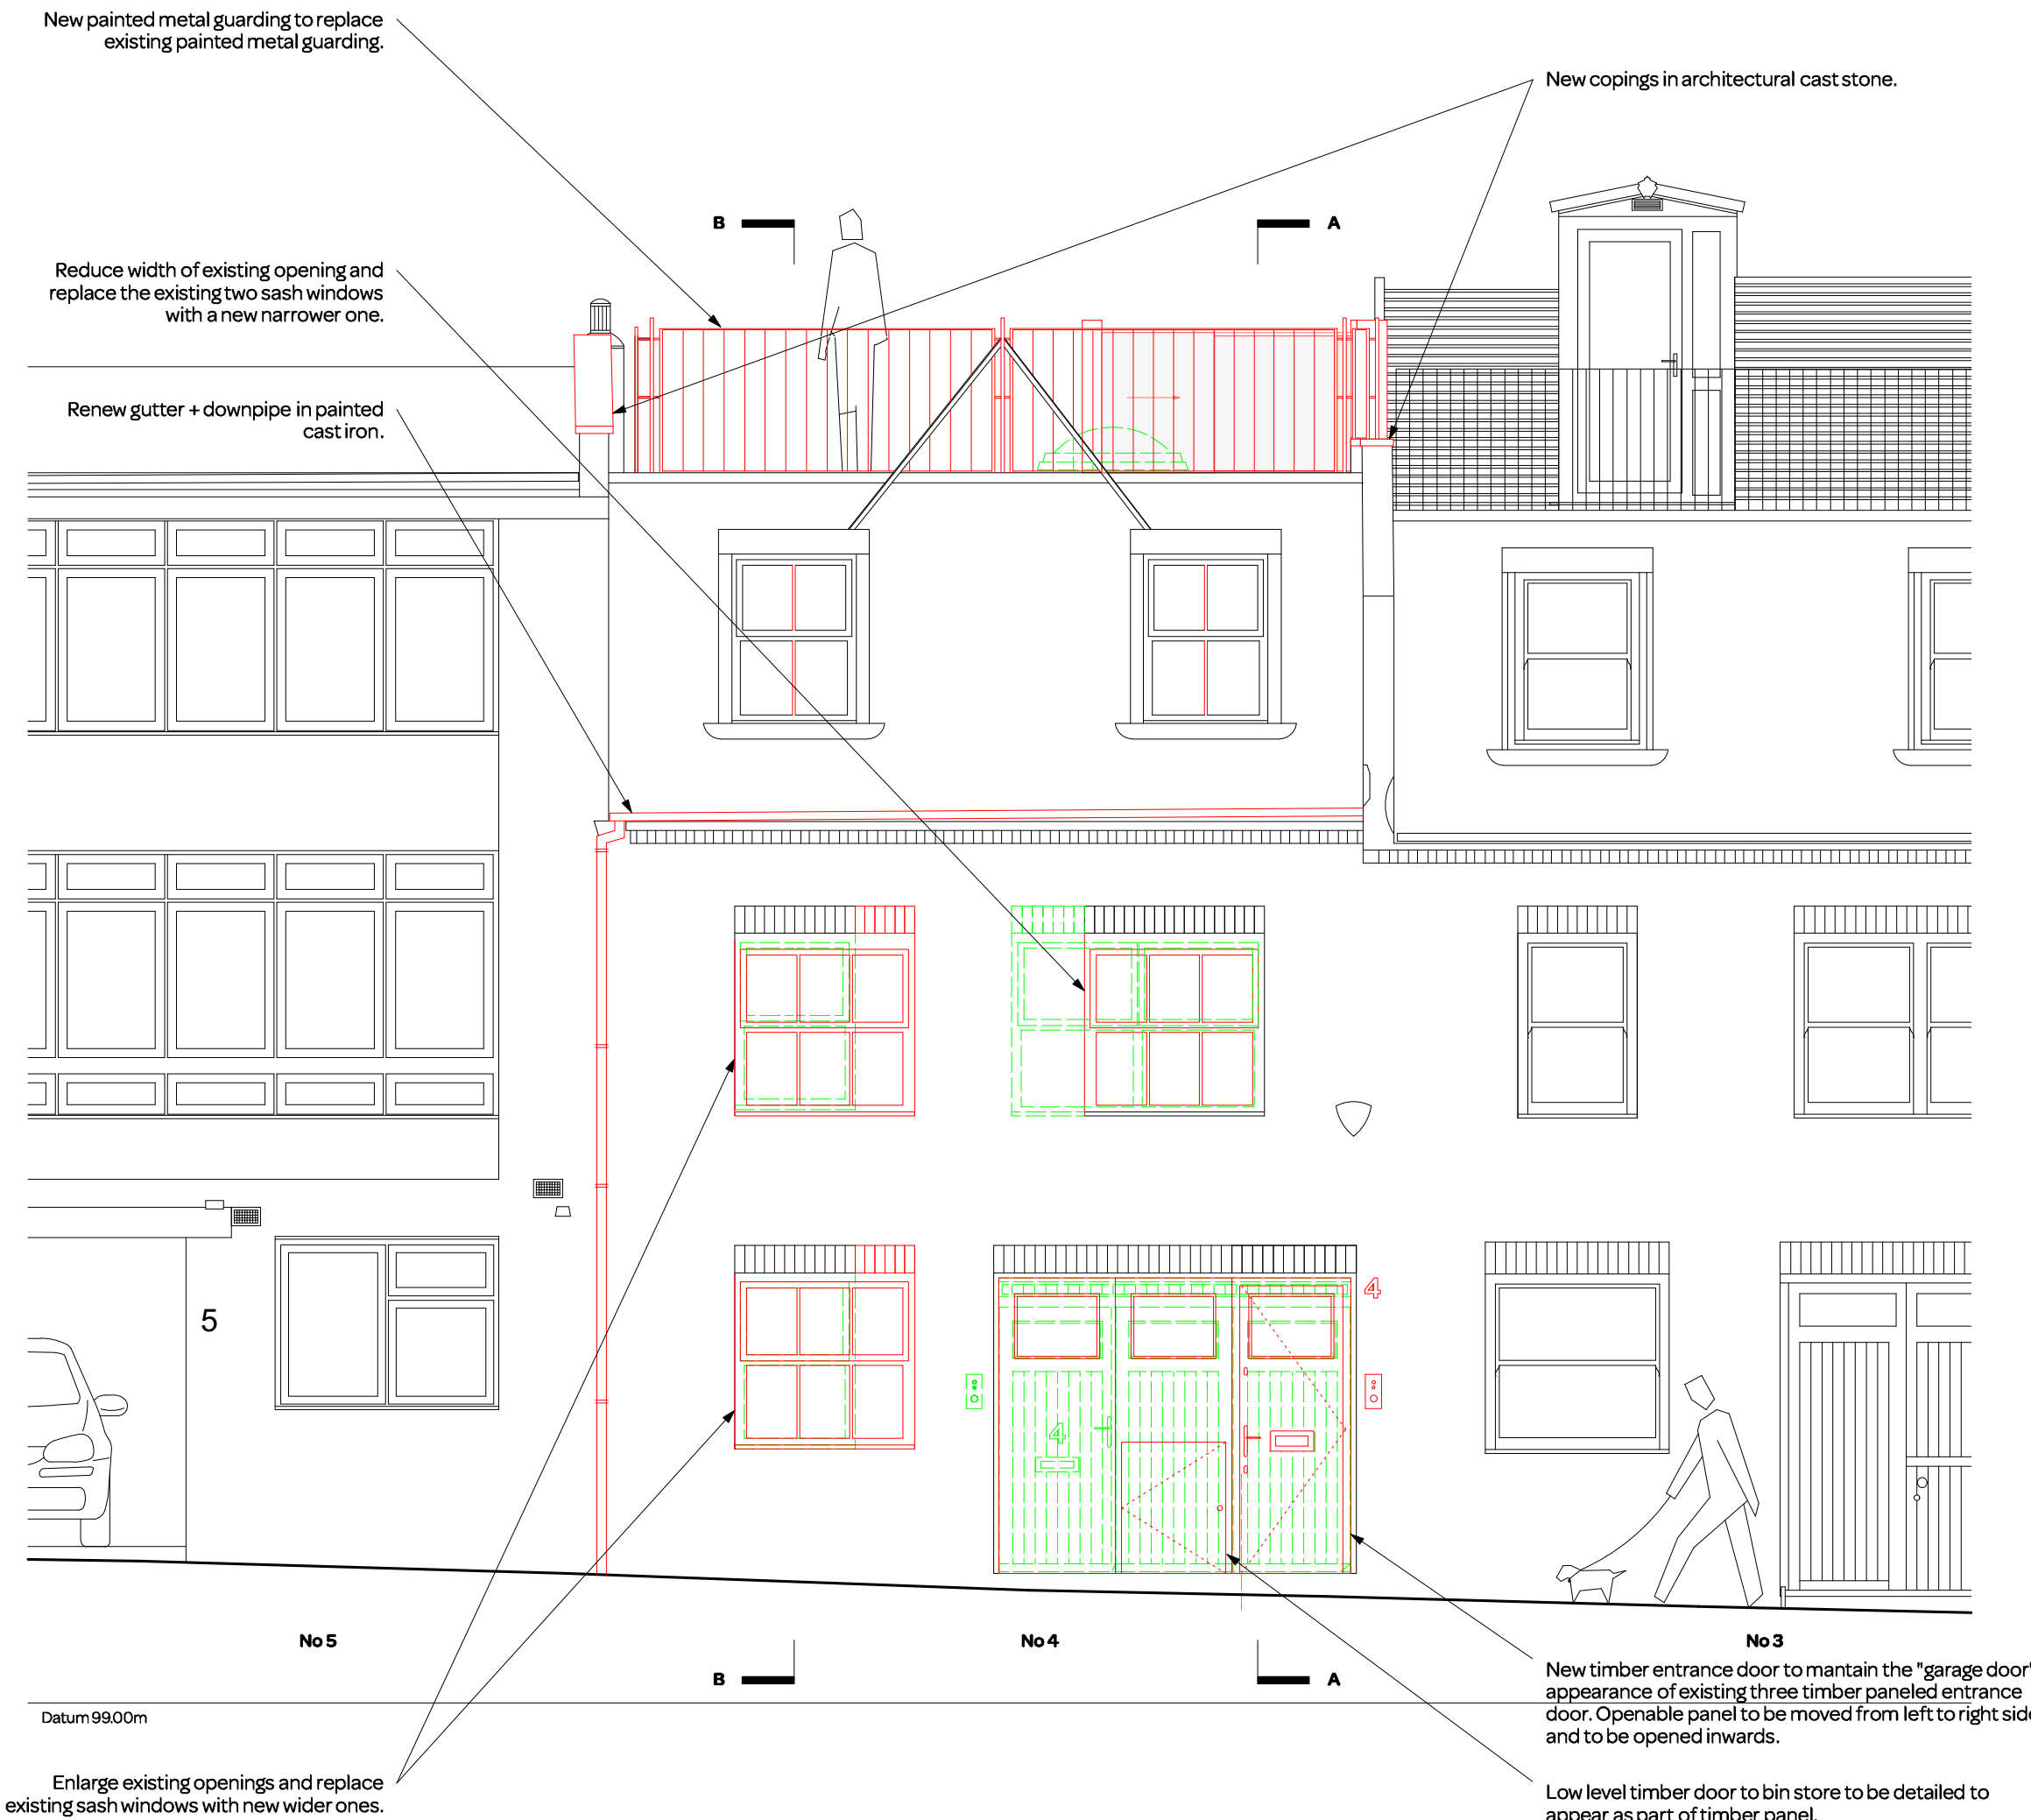 New painted metal guarding to replace
existing painted metal guarding.
New copings in architectural cast stone.
B
A
Reduce width of existing opening and
replace the existing two sash windows
with a new narrower one.
Renew gutter + downpipe in painted
cast iron.
4
5
4
No 5
No 4
No 3
B
A
New timber entrance door to mantain the "garage door"
appearance of existing three timber paneled entrance
door. Openable panel to be moved from left to right side
and to be opened inwards.
Datum 99.00m
Enlarge existing openings and replace
existing sash windows with new wider ones.
Low level timber door to bin store to be detailed to
appear as part of timber panel.